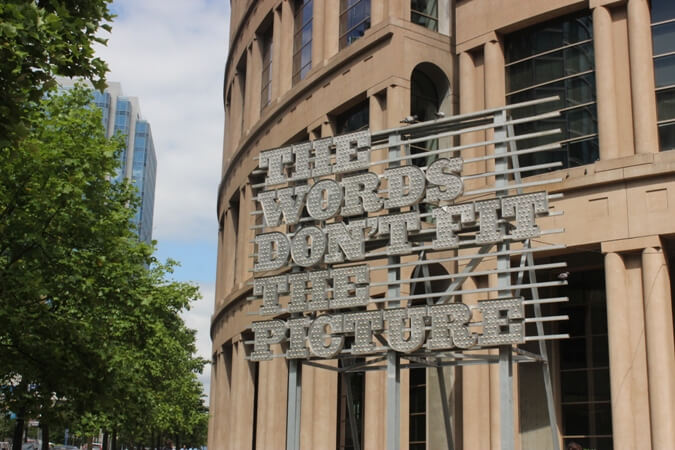 THE
WORDS
DON'T FIT
THE
PICTURE